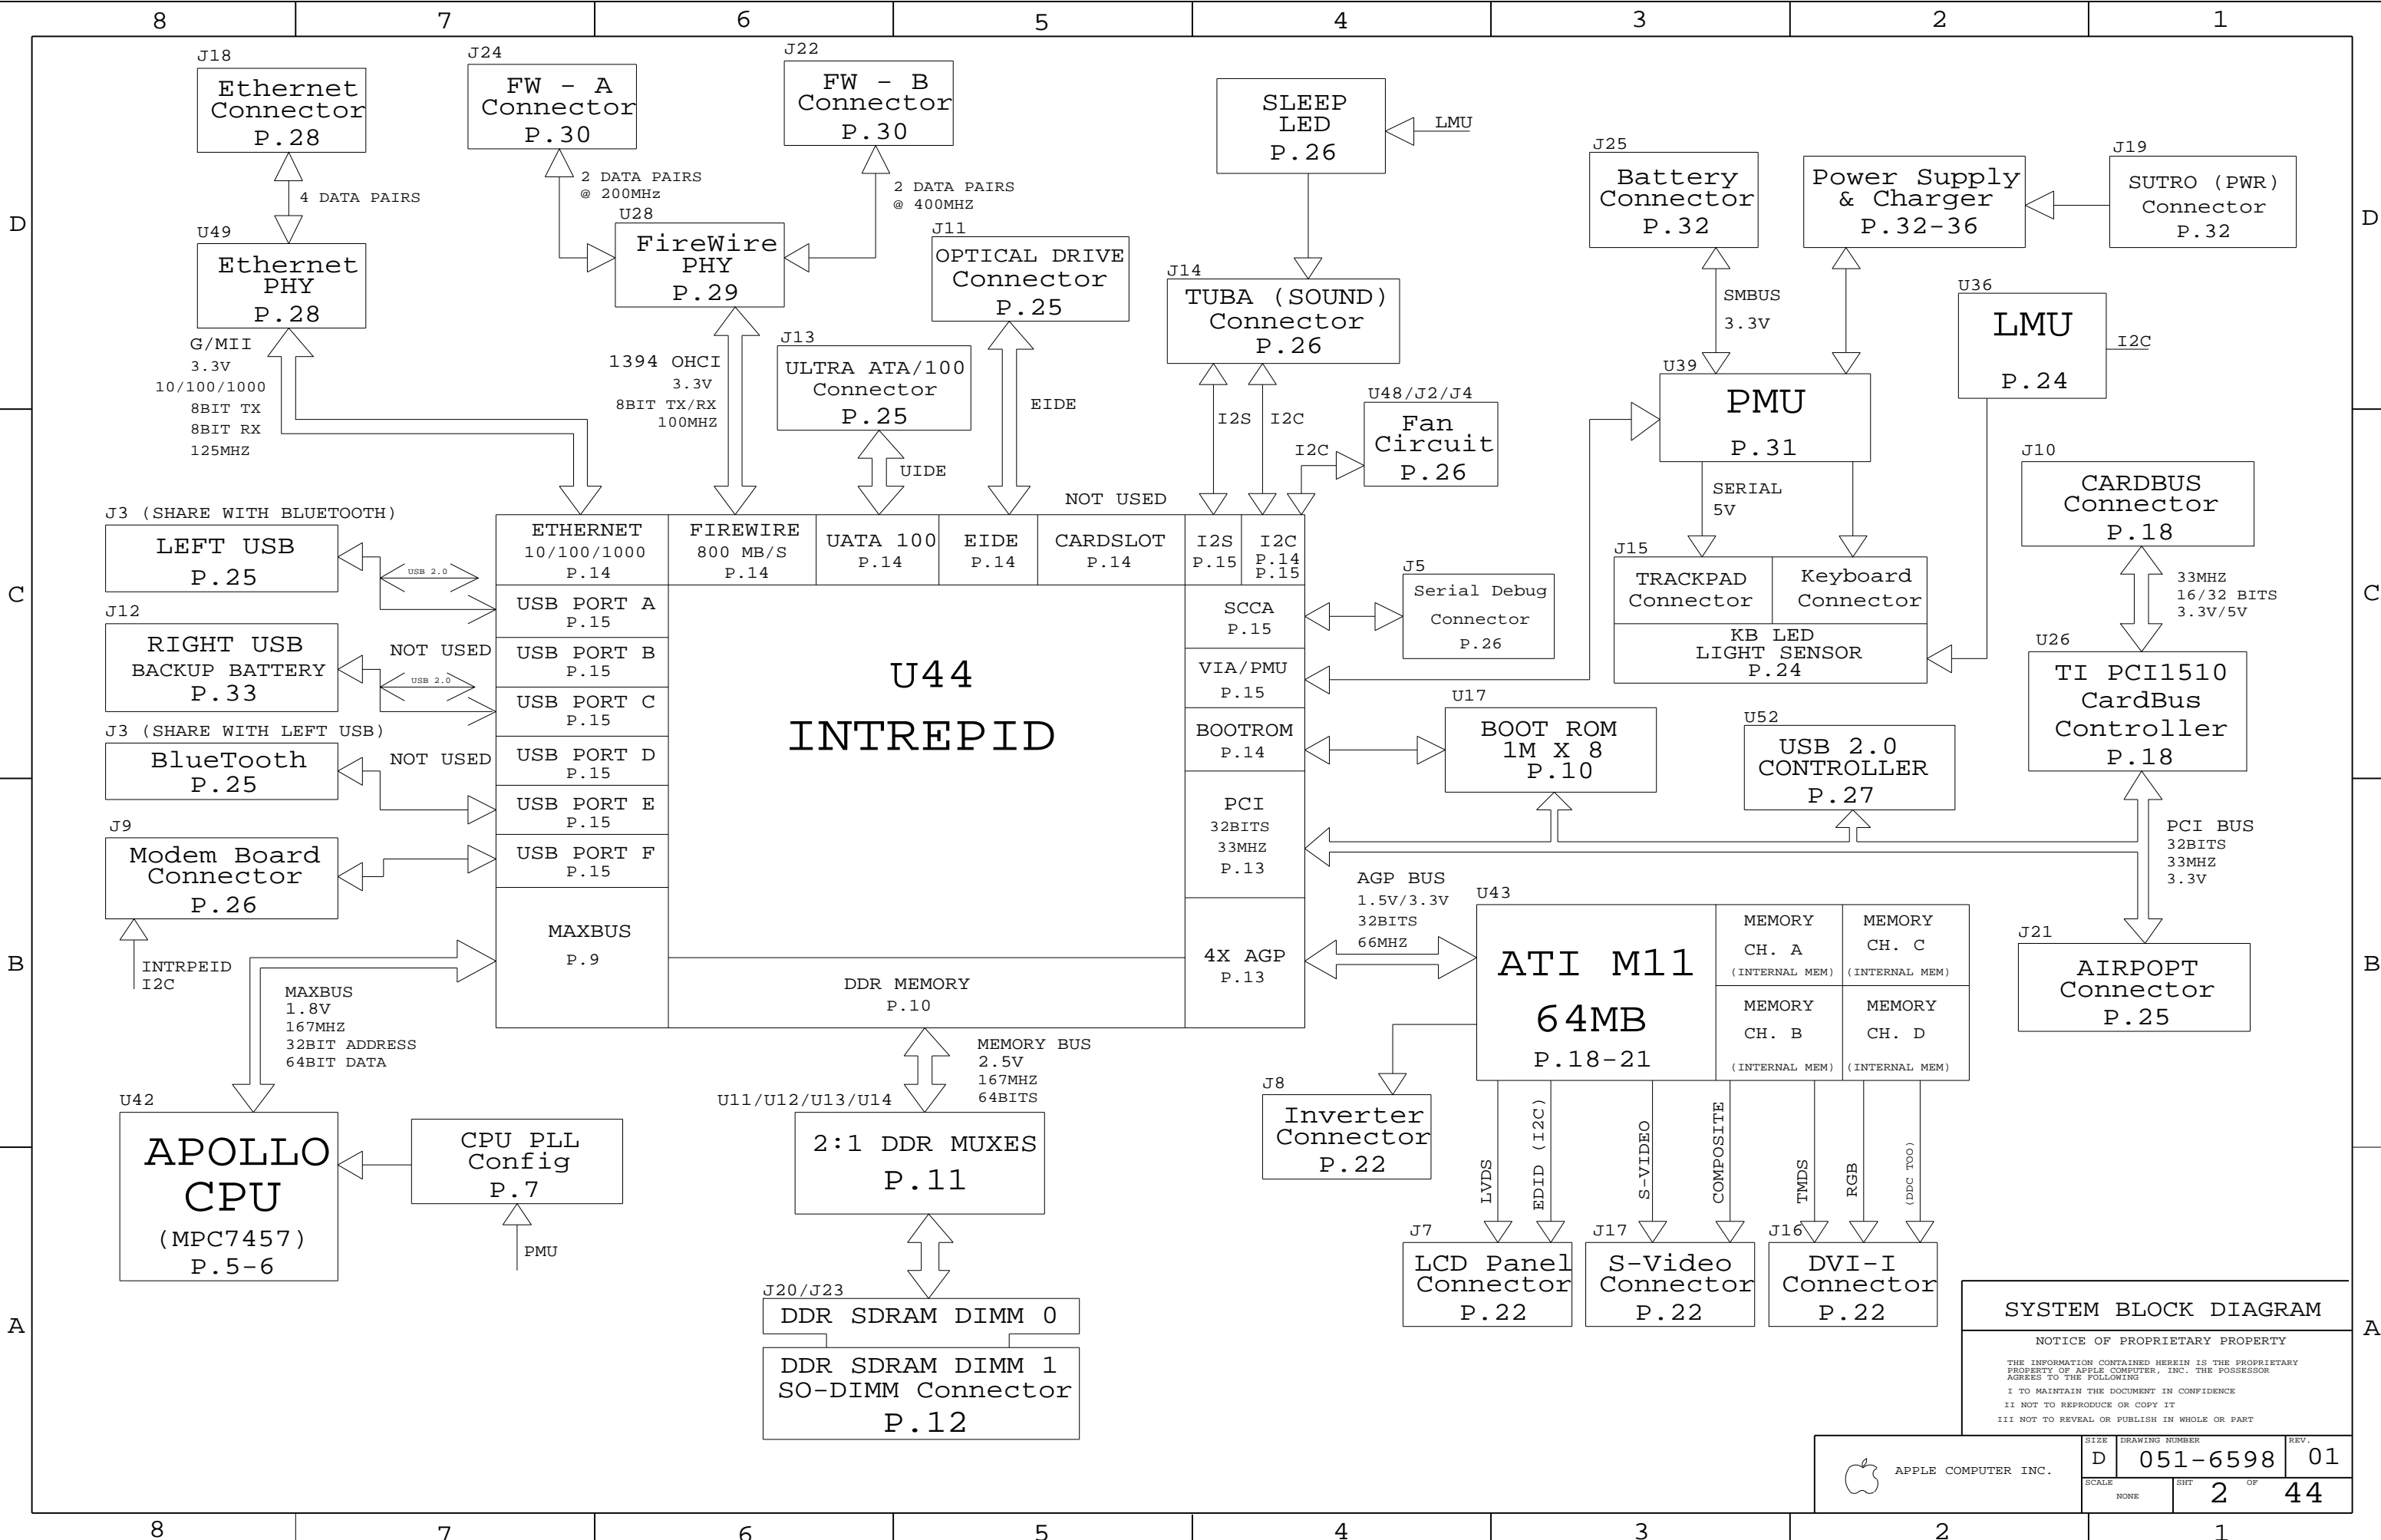 8 7 6 5 4 3 2 1
D
C
B
A
J18
Ethernet
Connector
P.28
4 DATA PAIRS
U49
Ethernet
PHY
P.28
G/MII
3.3V
10/100/1000
8BIT TX
8BIT RX
125MHZ
J24
FW - A
Connector
P.30
2 DATA PAIRS
@ 200MHz
J22
FW - B
Connector
P.30
2 DATA PAIRS
@ 400MHZ
U28
FireWire
PHY
P.29
1394 OHCI
3.3V
8BIT TX/RX
100MHZ
J11
OPTICAL DRIVE
Connector
P.25
EIDE
J13
ULTRA ATA/100
Connector
P.25
UIDE
SLEEP
LED
P.26
LMU
J14
TUBA (SOUND)
Connector
P.26
I2S
I2C
U48/J2/J4
Fan
Circuit
P.26
I2C
J25
Battery
Connector
P.32
SMBUS
3.3V
Power Supply
& Charger
P.32-36
J19
SUTRO (PWR)
Connector
P.32
U36
LMU
P.24
I2C
U39
PMU
P.31
SERIAL
5V
J15
TRACKPAD
Connector
Keyboard
Connector
KB LED
LIGHT SENSOR
P.24
J10
CARDBUS
Connector
P.18
33MHZ
16/32 BITS
3.3V/5V
U26
TI PCI1510
CardBus
Controller
P.18
PCI BUS
32BITS
33MHZ
3.3V
J21
AIRPOPT
Connector
P.25
U52
USB 2.0
CONTROLLER
P.27
U17
BOOT ROM
1M X 8
P.10
J5
Serial Debug
Connector
P.26
J3 (SHARE WITH BLUETOOTH)
LEFT USB
P.25
USB 2.0
J12
RIGHT USB
BACKUP BATTERY
P.33
NOT USED
USB 2.0
J3 (SHARE WITH LEFT USB)
BlueTooth
P.25
NOT USED
J9
Modem Board
Connector
P.26
INTRPEID
I2C
ETHERNET
10/100/1000
P.14
FIREWIRE
800 MB/S
P.14
UATA 100
P.14
EIDE
P.14
NOT USED
CARDSLOT
P.14
I2S
P.15
I2C
P.14
P.15
USB PORT A
P.15
USB PORT B
P.15
USB PORT C
P.15
USB PORT D
P.15
USB PORT E
P.15
USB PORT F
P.15
MAXBUS
P.9
U44
INTREPID
DDR MEMORY
P.10
SCCA
P.15
VIA/PMU
P.15
BOOTROM
P.14
PCI
32BITS
33MHZ
P.13
4X AGP
P.13
AGP BUS
1.5V/3.3V
32BITS
66MHZ
U43
ATI M11
64MB
P.18-21
MEMORY
CH. A
(INTERNAL MEM)
MEMORY
CH. C
(INTERNAL MEM)
MEMORY
CH. B
(INTERNAL MEM)
MEMORY
CH. D
(INTERNAL MEM)
MAXBUS
1.8V
167MHZ
32BIT ADDRESS
64BIT DATA
U42
APOLLO
CPU
(MPC7457)
P.5-6
CPU PLL
Config
P.7
PMU
MEMORY BUS
2.5V
167MHZ
64BITS
U11/U12/U13/U14
2:1 DDR MUXES
P.11
J20/J23
DDR SDRAM DIMM 0
DDR SDRAM DIMM 1
SO-DIMM Connector
P.12
J8
Inverter
Connector
P.22
LVDS
EDID (I2C)
S-VIDEO
COMPOSITE
TMDS
RGB
(DDC TOO)
J7
LCD Panel
Connector
P.22
J17
S-Video
Connector
P.22
J16
DVI-I
Connector
P.22
SYSTEM BLOCK DIAGRAM
NOTICE OF PROPRIETARY PROPERTY
THE INFORMATION CONTAINED HEREIN IS THE PROPRIETARY
PROPERTY OF APPLE COMPUTER, INC. THE POSSESSOR
AGREES TO THE FOLLOWING
I TO MAINTAIN THE DOCUMENT IN CONFIDENCE
II NOT TO REPRODUCE OR COPY IT
III NOT TO REVEAL OR PUBLISH IN WHOLE OR PART
APPLE COMPUTER INC.
SIZE
D
DRAWING NUMBER
051-6598
REV.
01
SCALE
NONE
SHT
2
OF
44
D
C
B
A
8 7 6 5 4 3 2 1